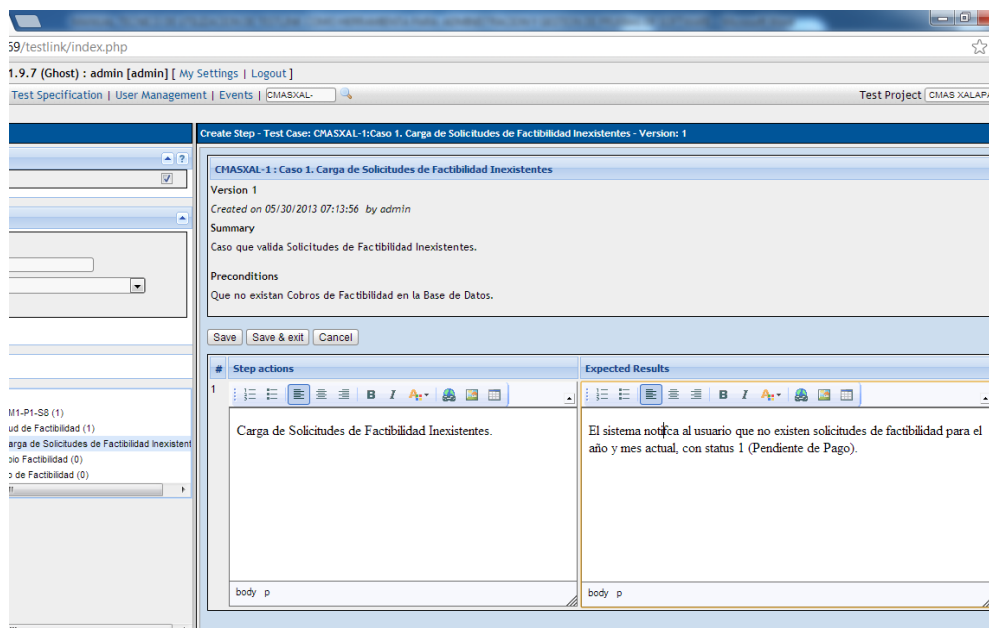 59/testlink/index.php
1.9.7 (Ghost) : admin [admin] [ My Settings | Logout ]
Test Specification | User Management | Events | CMASXAL-
Test Project CMAS XALAPA
Create Step - Test Case: CMASXAL-1:Caso 1. Carga de Solicitudes de Factibilidad Inexistentes - Version: 1
?
CMASXAL-1 : Caso 1. Carga de Solicitudes de Factibilidad Inexistentes
Version 1
Created on 05/30/2013 07:13:56 by admin
Summary
Caso que valida Solicitudes de Factibilidad Inexistentes.
Preconditions
Que no existan Cobros de Factibilidad en la Base de Datos.
Save Save & exit Cancel
# Step actions Expected Results
1
B I A B I A
Carga de Solicitudes de Factibilidad Inexistentes.
El sistema notifca al usuario que no existen solicitudes de factibilidad para el
año y mes actual, con status 1 (Pendiente de Pago).
body p
body p
M1-P1-S8 (1)
ud de Factibilidad (1)
arga de Solicitudes de Factibilidad Inexistent
bio Factibilidad (0)
o de Factibilidad (0)